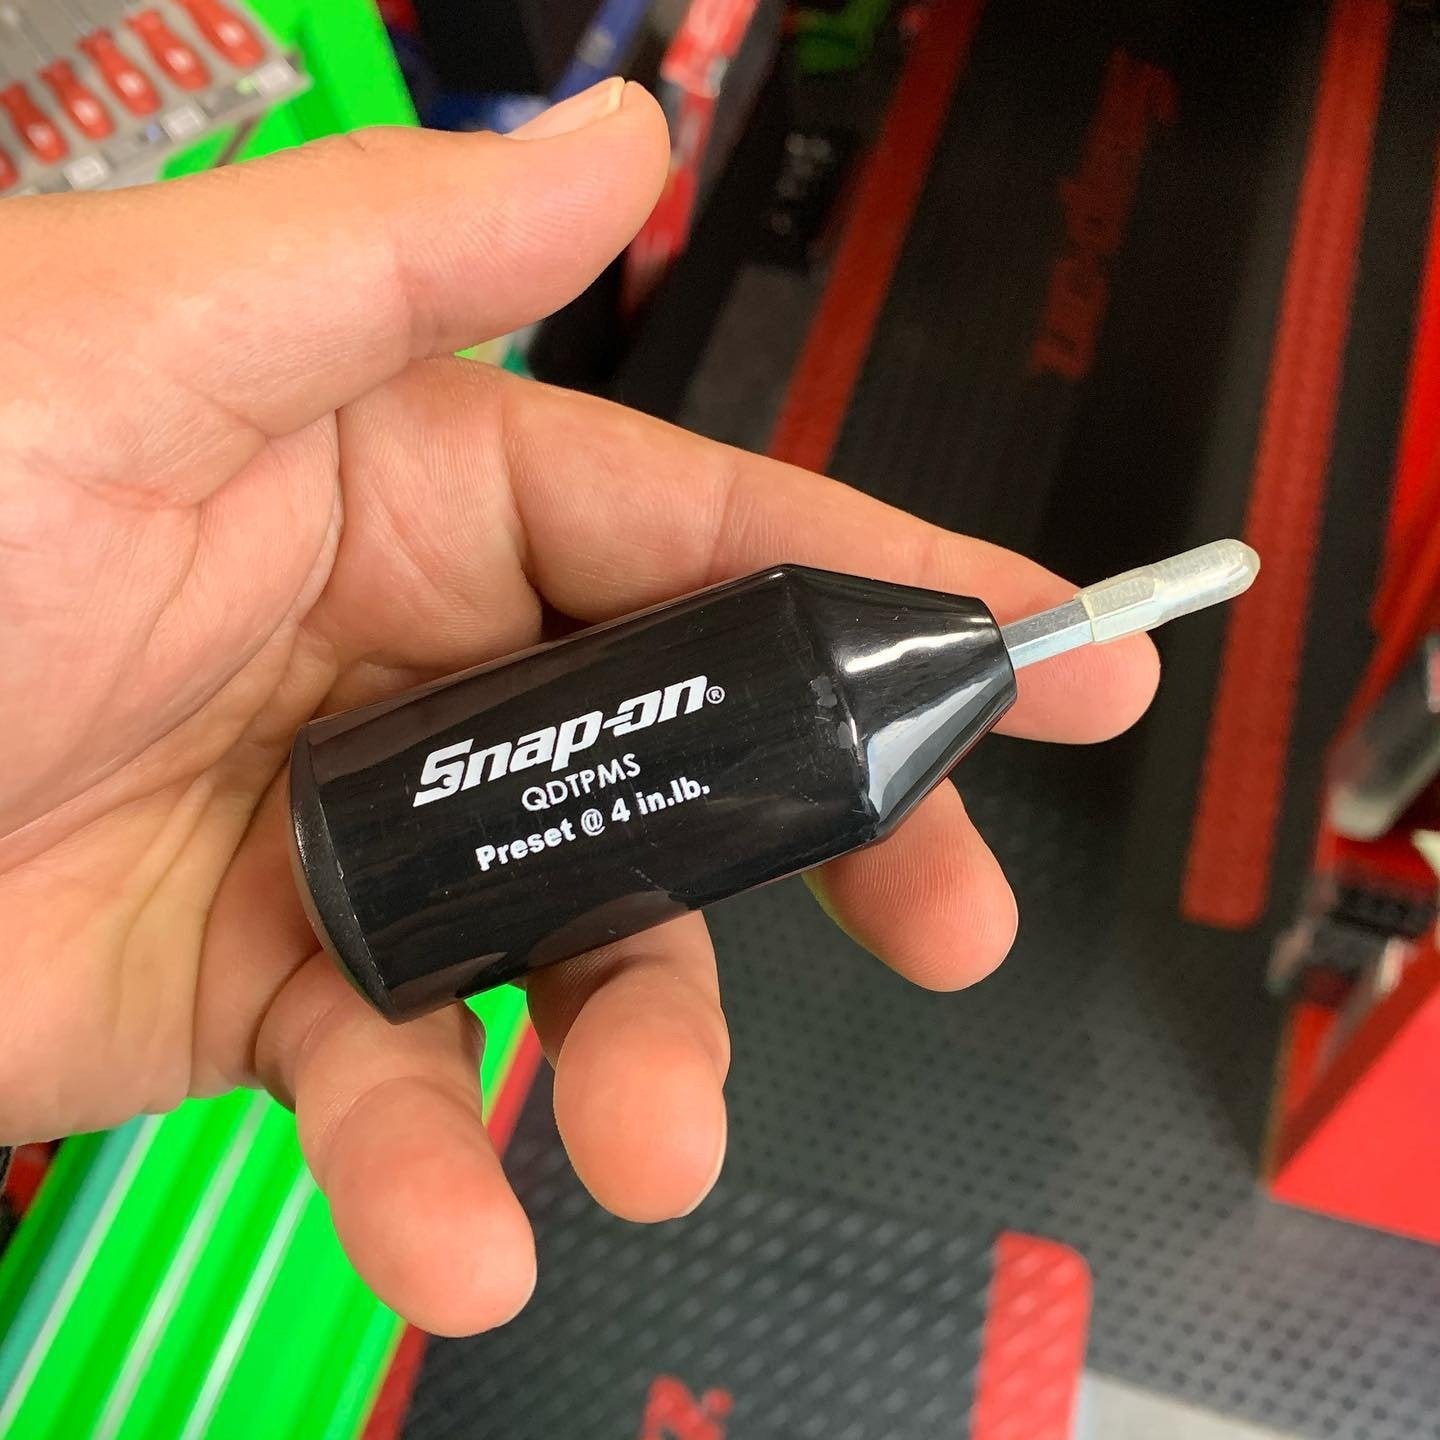 Snap-on®
QDTPMS
Preset @ 4 in.lb.